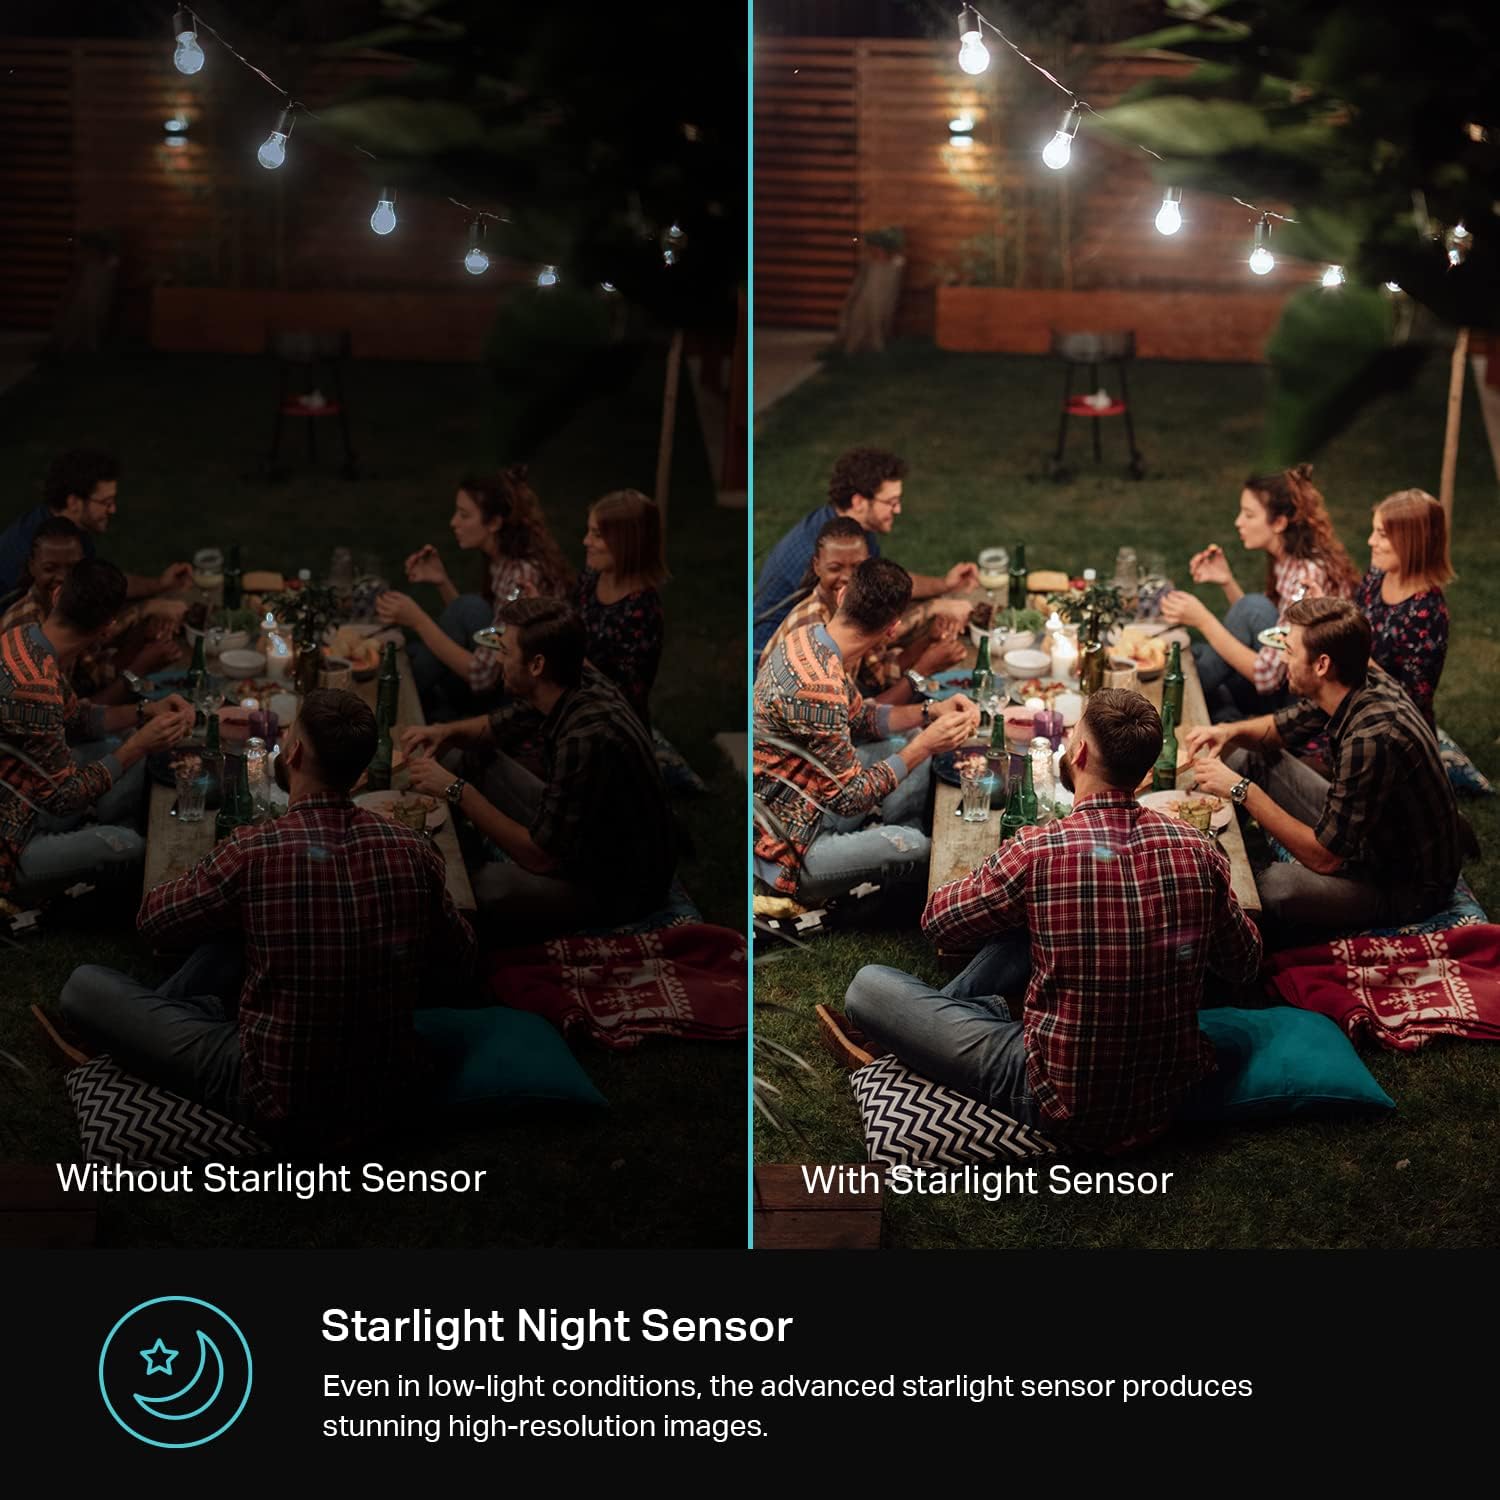 Without Starlight Sensor
With Starlight Sensor
Starlight Night Sensor
Even in low-light conditions, the advanced starlight sensor produces
stunning high-resolution images.